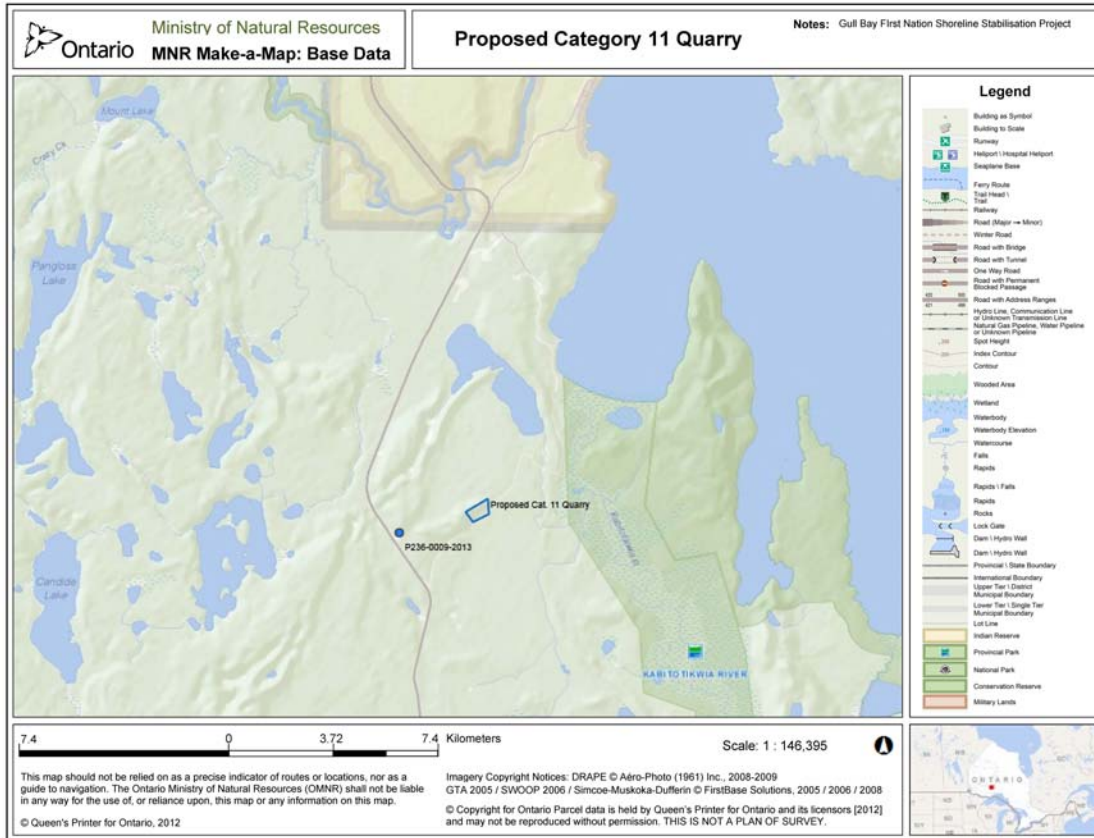 Ontario
Ministry of Natural Resources
MNR Make-a-Map: Base Data
Proposed Category 11 Quarry
Notes: Gull Bay First Nation Shoreline Stabilisation Project
Mount Lake
Crazy Ck
Pangloss
Lake
Proposed Cat. 11 Quarry
P236-0009-2013
Candide
Lake
KABITOTIKWIA RIVER
Legend
Building as Symbol
Building to Scale
Runway
Heliport \ Hospital Heliport
Seaplane Base
Ferry Route
Trail Head \
Trail
Railway
Road (Major → Minor)
Winter Road
Road with Bridge
Road with Tunnel
One Way Road
Road with Permanent
Blocked Passage
Road with Address Ranges
Hydro Line, Communication Line
or Unknown Transmission Line
Natural Gas Pipeline, Water Pipeline
or Unknown Pipeline
Spot Height
Index Contour
Contour
Wooded Area
Wetland
Waterbody
Waterbody Elevation
Watercourse
Falls
Rapids
Rapids \ Falls
Rapids
Rocks
Lock Gate
Dam \ Hydro Wall
Dam \ Hydro Wall
Provincial \ State Boundary
International Boundary
Upper Tier \ District
Municipal Boundary
Lower Tier \ Single Tier
Municipal Boundary
Lot Line
Indian Reserve
Provincial Park
National Park
Conservation Reserve
Military Lands
7.4 0 3.72 7.4 Kilometers
Scale: 1 : 146,395
This map should not be relied on as a precise indicator of routes or locations, nor as a
guide to navigation. The Ontario Ministry of Natural Resources (OMNR) shall not be liable
in any way for the use of, or reliance upon, this map or any information on this map.
© Queen's Printer for Ontario, 2012
Imagery Copyright Notices: DRAPE © Aéro-Photo (1961) Inc., 2008-2009
GTA 2005 / SWOOP 2006 / Simcoe-Muskoka-Dufferin © FirstBase Solutions, 2005 / 2006 / 2008
© Copyright for Ontario Parcel data is held by Queen's Printer for Ontario and its licensors [2012]
and may not be reproduced without permission. THIS IS NOT A PLAN OF SURVEY.
ONTARIO